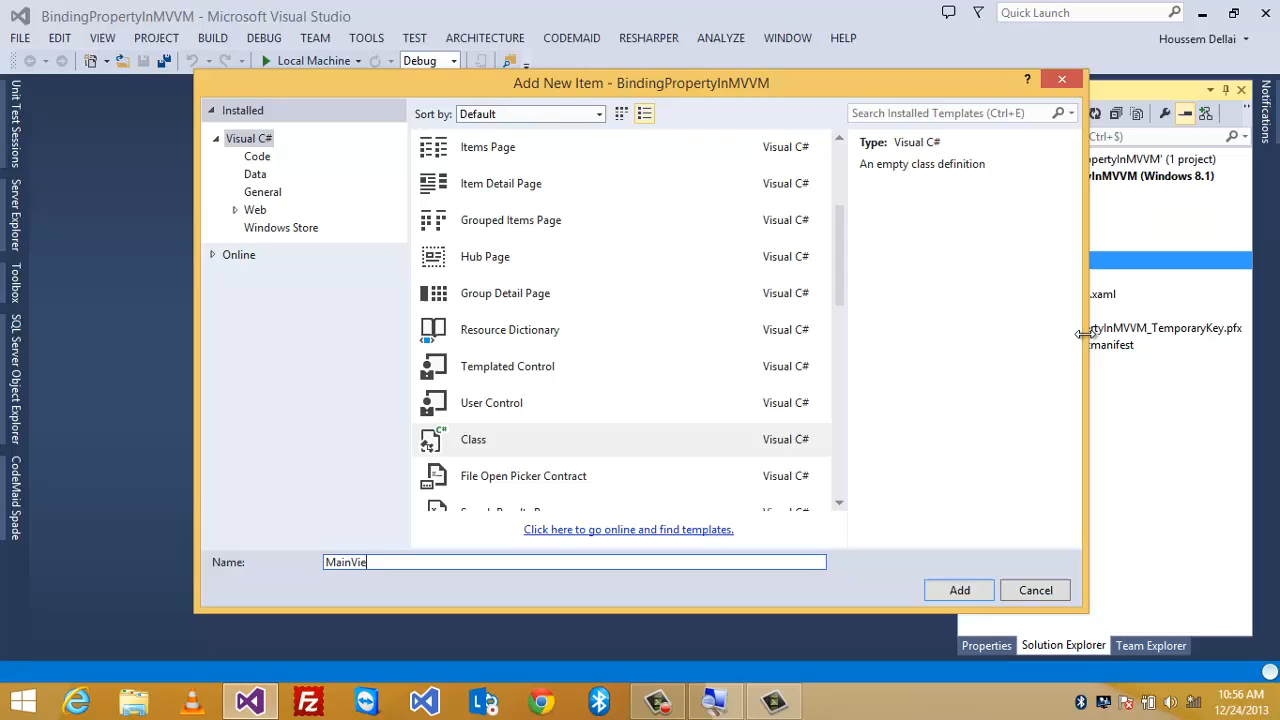 BindingPropertyInMVVM - Microsoft Visual Studio
Quick Launch
FILE EDIT VIEW PROJECT BUILD DEBUG TEAM TOOLS TEST ARCHITECTURE CODEMAID RESHARPER ANALYZE WINDOW HELP
Houssem Dellai
Local Machine
Debug
Unit Test Sessions
Server Explorer
Toolbox
SQL Server Object Explorer
CodeMaid Spade
Notifications
Add New Item - BindingPropertyInMVVM
?
Installed
Visual C#
Code
Data
General
Web
Windows Store
Online
Sort by: Default
Search Installed Templates (Ctrl+E)
Items Page Visual C#
Item Detail Page Visual C#
Grouped Items Page Visual C#
Hub Page Visual C#
Group Detail Page Visual C#
Resource Dictionary Visual C#
Templated Control Visual C#
User Control Visual C#
Class Visual C#
File Open Picker Contract Visual C#
Click here to go online and find templates.
Type: Visual C#
An empty class definition
Name: MainVie
Add
Cancel
Ctrl+$)
pertyInMVVM' (1 project)
yInMVVM (Windows 8.1)
.xaml
rtyInMVVM_TemporaryKey.pfx
manifest
Properties
Solution Explorer
Team Explorer
10:56 AM
12/24/2013